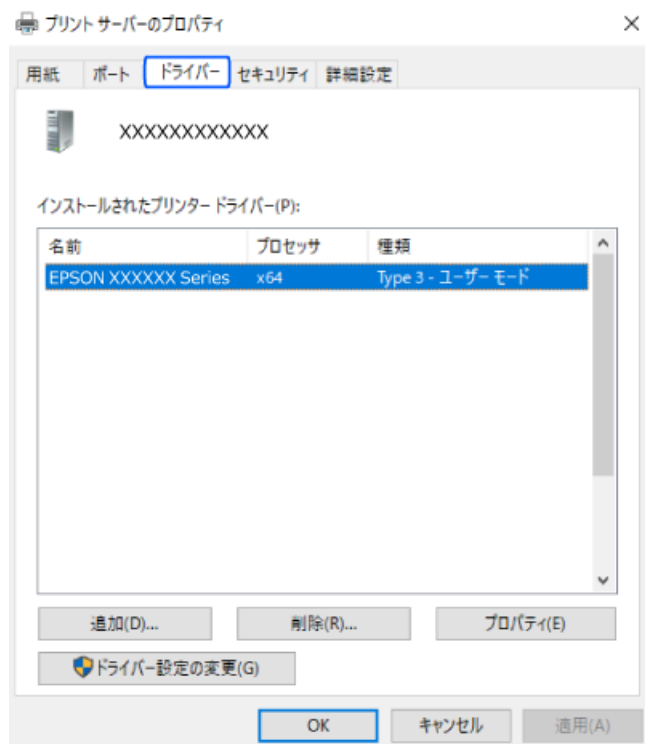 プリント サーバーのプロパティ
用紙 ポート ドライバー セキュリティ 詳細設定
XXXXXXXXXXXX
インストールされたプリンター ドライバー(P):
名前 プロセッサ 種類
EPSON XXXXXX Series x64 Type 3 - ユーザー モード
追加(D)... 削除(R)... プロパティ(E)
ドライバー設定の変更(G)
OK キャンセル 適用(A)